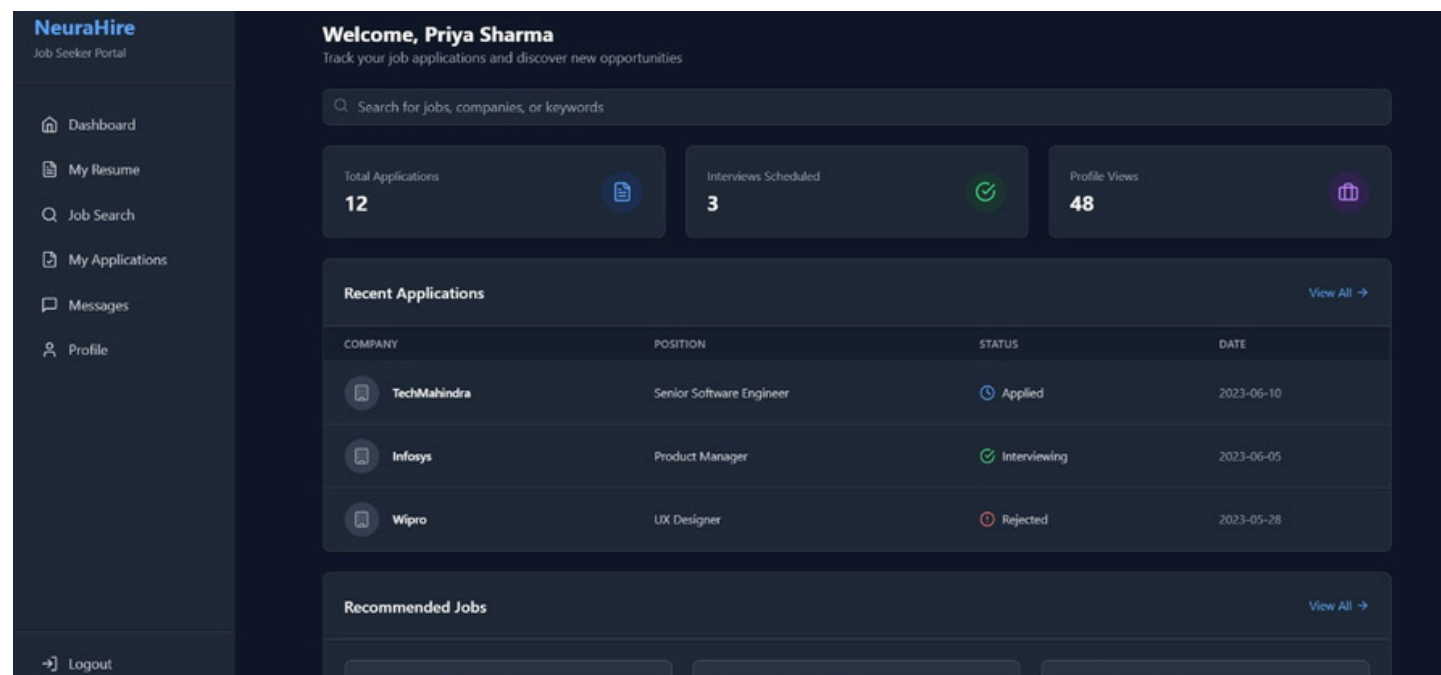 NeuraHire
Job Seeker Portal
Dashboard
My Resume
Job Search
My Applications
Messages
Profile
Logout
Welcome, Priya Sharma
Track your job applications and discover new opportunities
Search for jobs, companies, or keywords
Total Applications
12
Interviews Scheduled
3
Profile Views
48
Recent Applications View All →
COMPANY POSITION STATUS DATE
TechMahindra Senior Software Engineer Applied 2023-06-10
Infosys Product Manager Interviewing 2023-06-05
Wipro UX Designer Rejected 2023-05-28
Recommended Jobs View All →